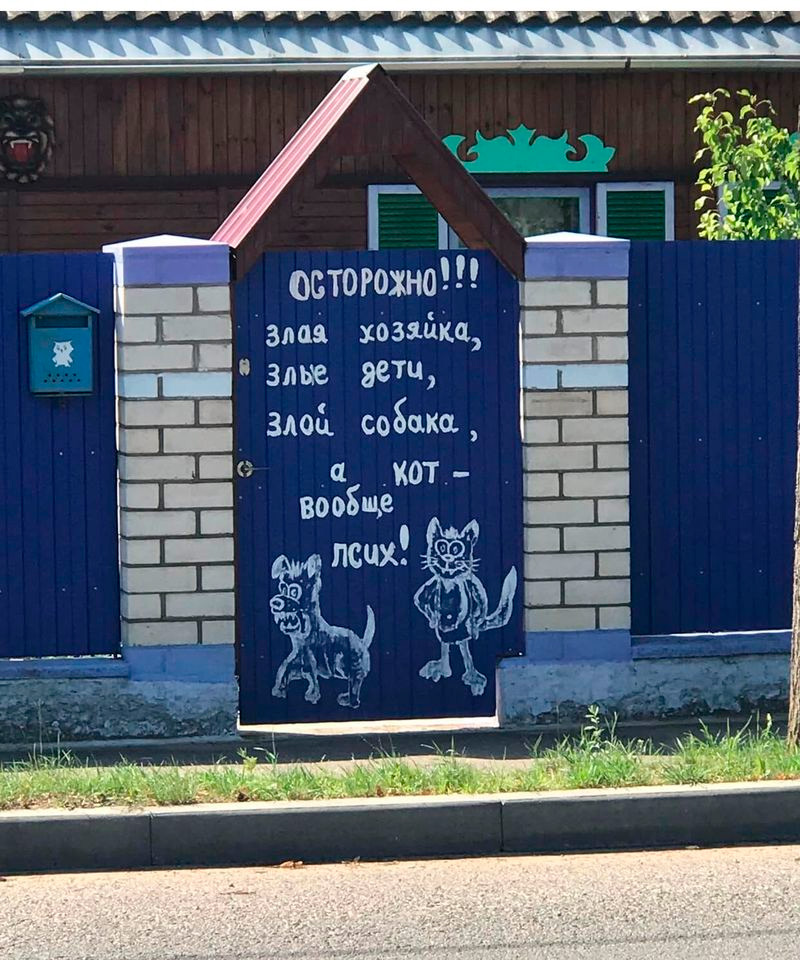 ОСТОРОЖНО!!!
злая хозяйка,
злые дети,
злой собака,
а кот –
вообще
псих!